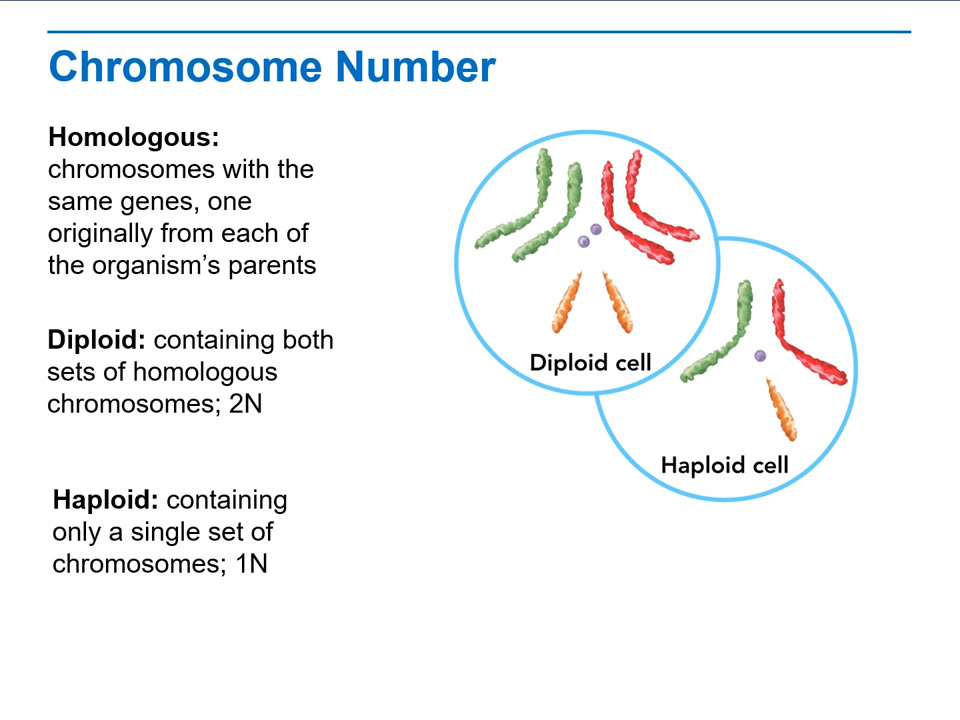 Chromosome Number
Homologous:
chromosomes with the
same genes, one
originally from each of
the organism’s parents
Diploid: containing both
sets of homologous
chromosomes; 2N
Haploid: containing
only a single set of
chromosomes; 1N
Diploid cell
Haploid cell